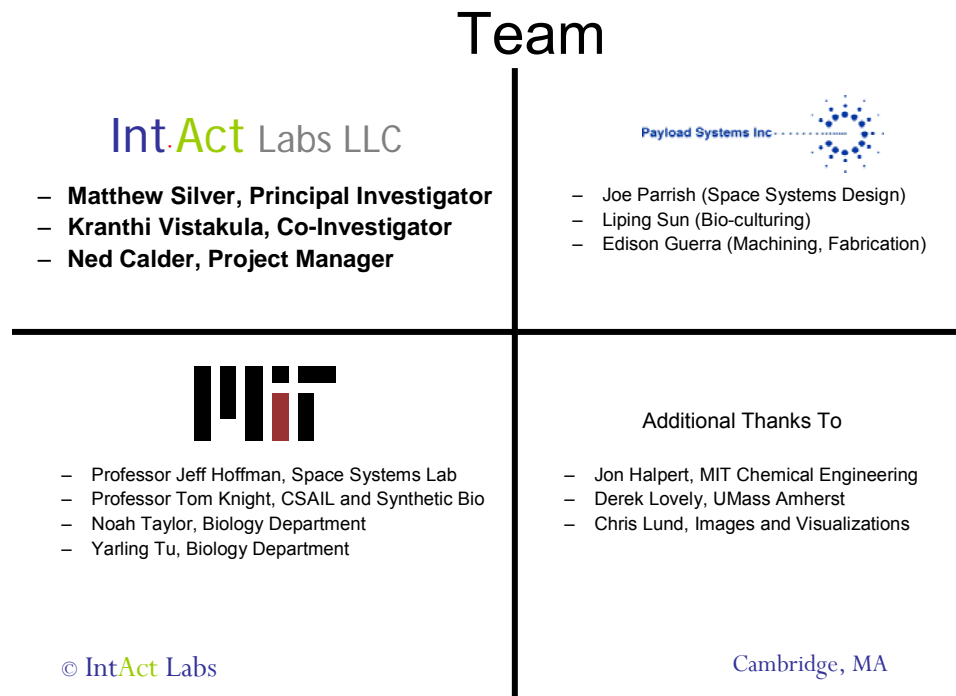 Team
Int.Act Labs LLC
– Matthew Silver, Principal Investigator
– Kranthi Vistakula, Co-Investigator
– Ned Calder, Project Manager
Payload Systems Inc
– Joe Parrish (Space Systems Design)
– Liping Sun (Bio-culturing)
– Edison Guerra (Machining, Fabrication)
MIT
– Professor Jeff Hoffman, Space Systems Lab
– Professor Tom Knight, CSAIL and Synthetic Bio
– Noah Taylor, Biology Department
– Yarling Tu, Biology Department
Additional Thanks To
– Jon Halpert, MIT Chemical Engineering
– Derek Lovely, UMass Amherst
– Chris Lund, Images and Visualizations
© IntAct Labs
Cambridge, MA